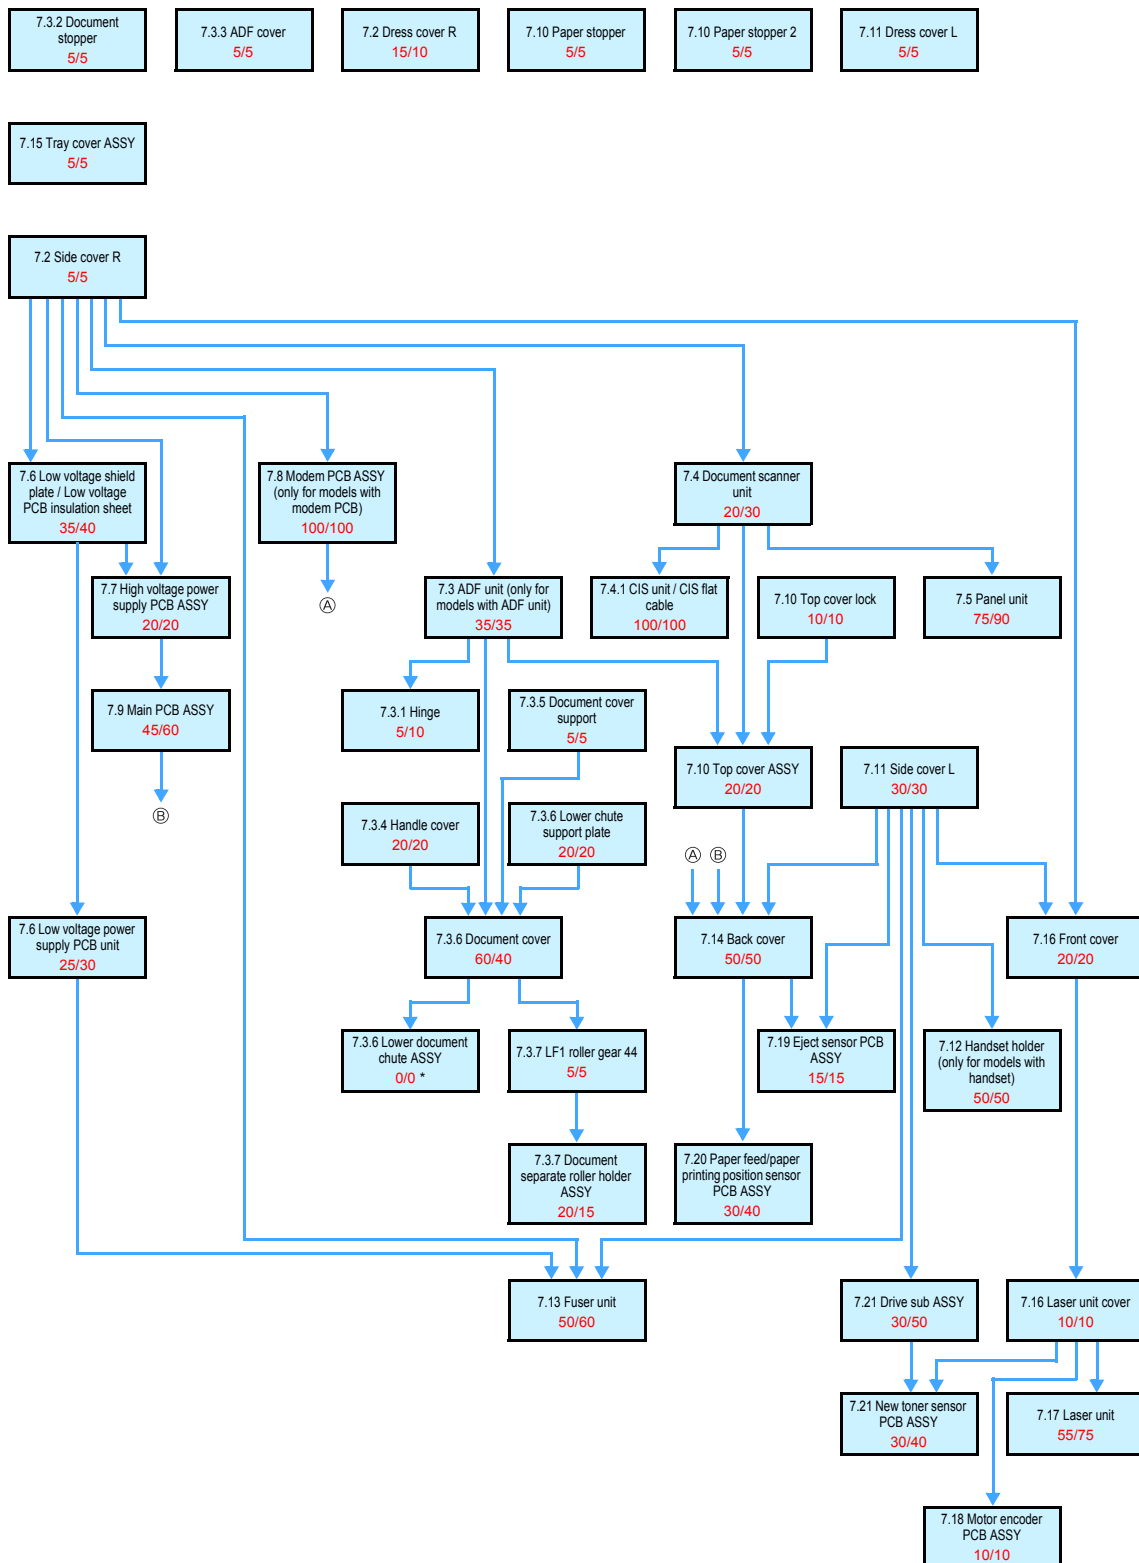 7.3.2 Document
stopper
5/5
7.3.3 ADF cover
5/5
7.2 Dress cover R
15/10
7.10 Paper stopper
5/5
7.10 Paper stopper 2
5/5
7.11 Dress cover L
5/5
7.15 Tray cover ASSY
5/5
7.2 Side cover R
5/5
7.6 Low voltage shield
plate / Low voltage
PCB insulation sheet
35/40
7.8 Modem PCB ASSY
(only for models with
modem PCB)
100/100
7.4 Document scanner
unit
20/30
Ⓐ
7.7 High voltage power
supply PCB ASSY
20/20
7.3 ADF unit (only for
models with ADF unit)
35/35
7.4.1 CIS unit / CIS flat
cable
100/100
7.10 Top cover lock
10/10
7.5 Panel unit
75/90
7.9 Main PCB ASSY
45/60
7.3.1 Hinge
5/10
7.3.5 Document cover
support
5/5
7.10 Top cover ASSY
20/20
7.11 Side cover L
30/30
Ⓑ
7.3.4 Handle cover
20/20
7.3.6 Lower chute
support plate
20/20
Ⓐ Ⓑ
7.6 Low voltage power
supply PCB unit
25/30
7.3.6 Document cover
60/40
7.14 Back cover
50/50
7.16 Front cover
20/20
7.3.6 Lower document
chute ASSY
0/0 *
7.3.7 LF1 roller gear 44
5/5
7.19 Eject sensor PCB
ASSY
15/15
7.12 Handset holder
(only for models with
handset)
50/50
7.3.7 Document
separate roller holder
ASSY
20/15
7.20 Paper feed/paper
printing position sensor
PCB ASSY
30/40
7.13 Fuser unit
50/60
7.21 Drive sub ASSY
30/50
7.16 Laser unit cover
10/10
7.21 New toner sensor
PCB ASSY
30/40
7.17 Laser unit
55/75
7.18 Motor encoder
PCB ASSY
10/10